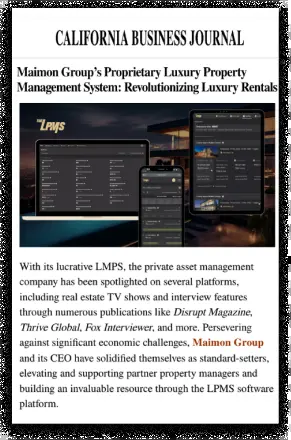 CALIFORNIA BUSINESS JOURNAL
Maimon Group's Proprietary Luxury Property
Management System: Revolutionizing Luxury Rentals
THE LPMS
With its lucrative LMPS, the private asset management
company has been spotlighted on several platforms,
including real estate TV shows and interview features
through numerous publications like Disrupt Magazine,
Thrive Global, Fox Interviewer, and more. Persevering
against significant economic challenges, Maimon Group
and its CEO have solidified themselves as standard-setters,
elevating and supporting partner property managers and
building an invaluable resource through the LPMS software
platform.